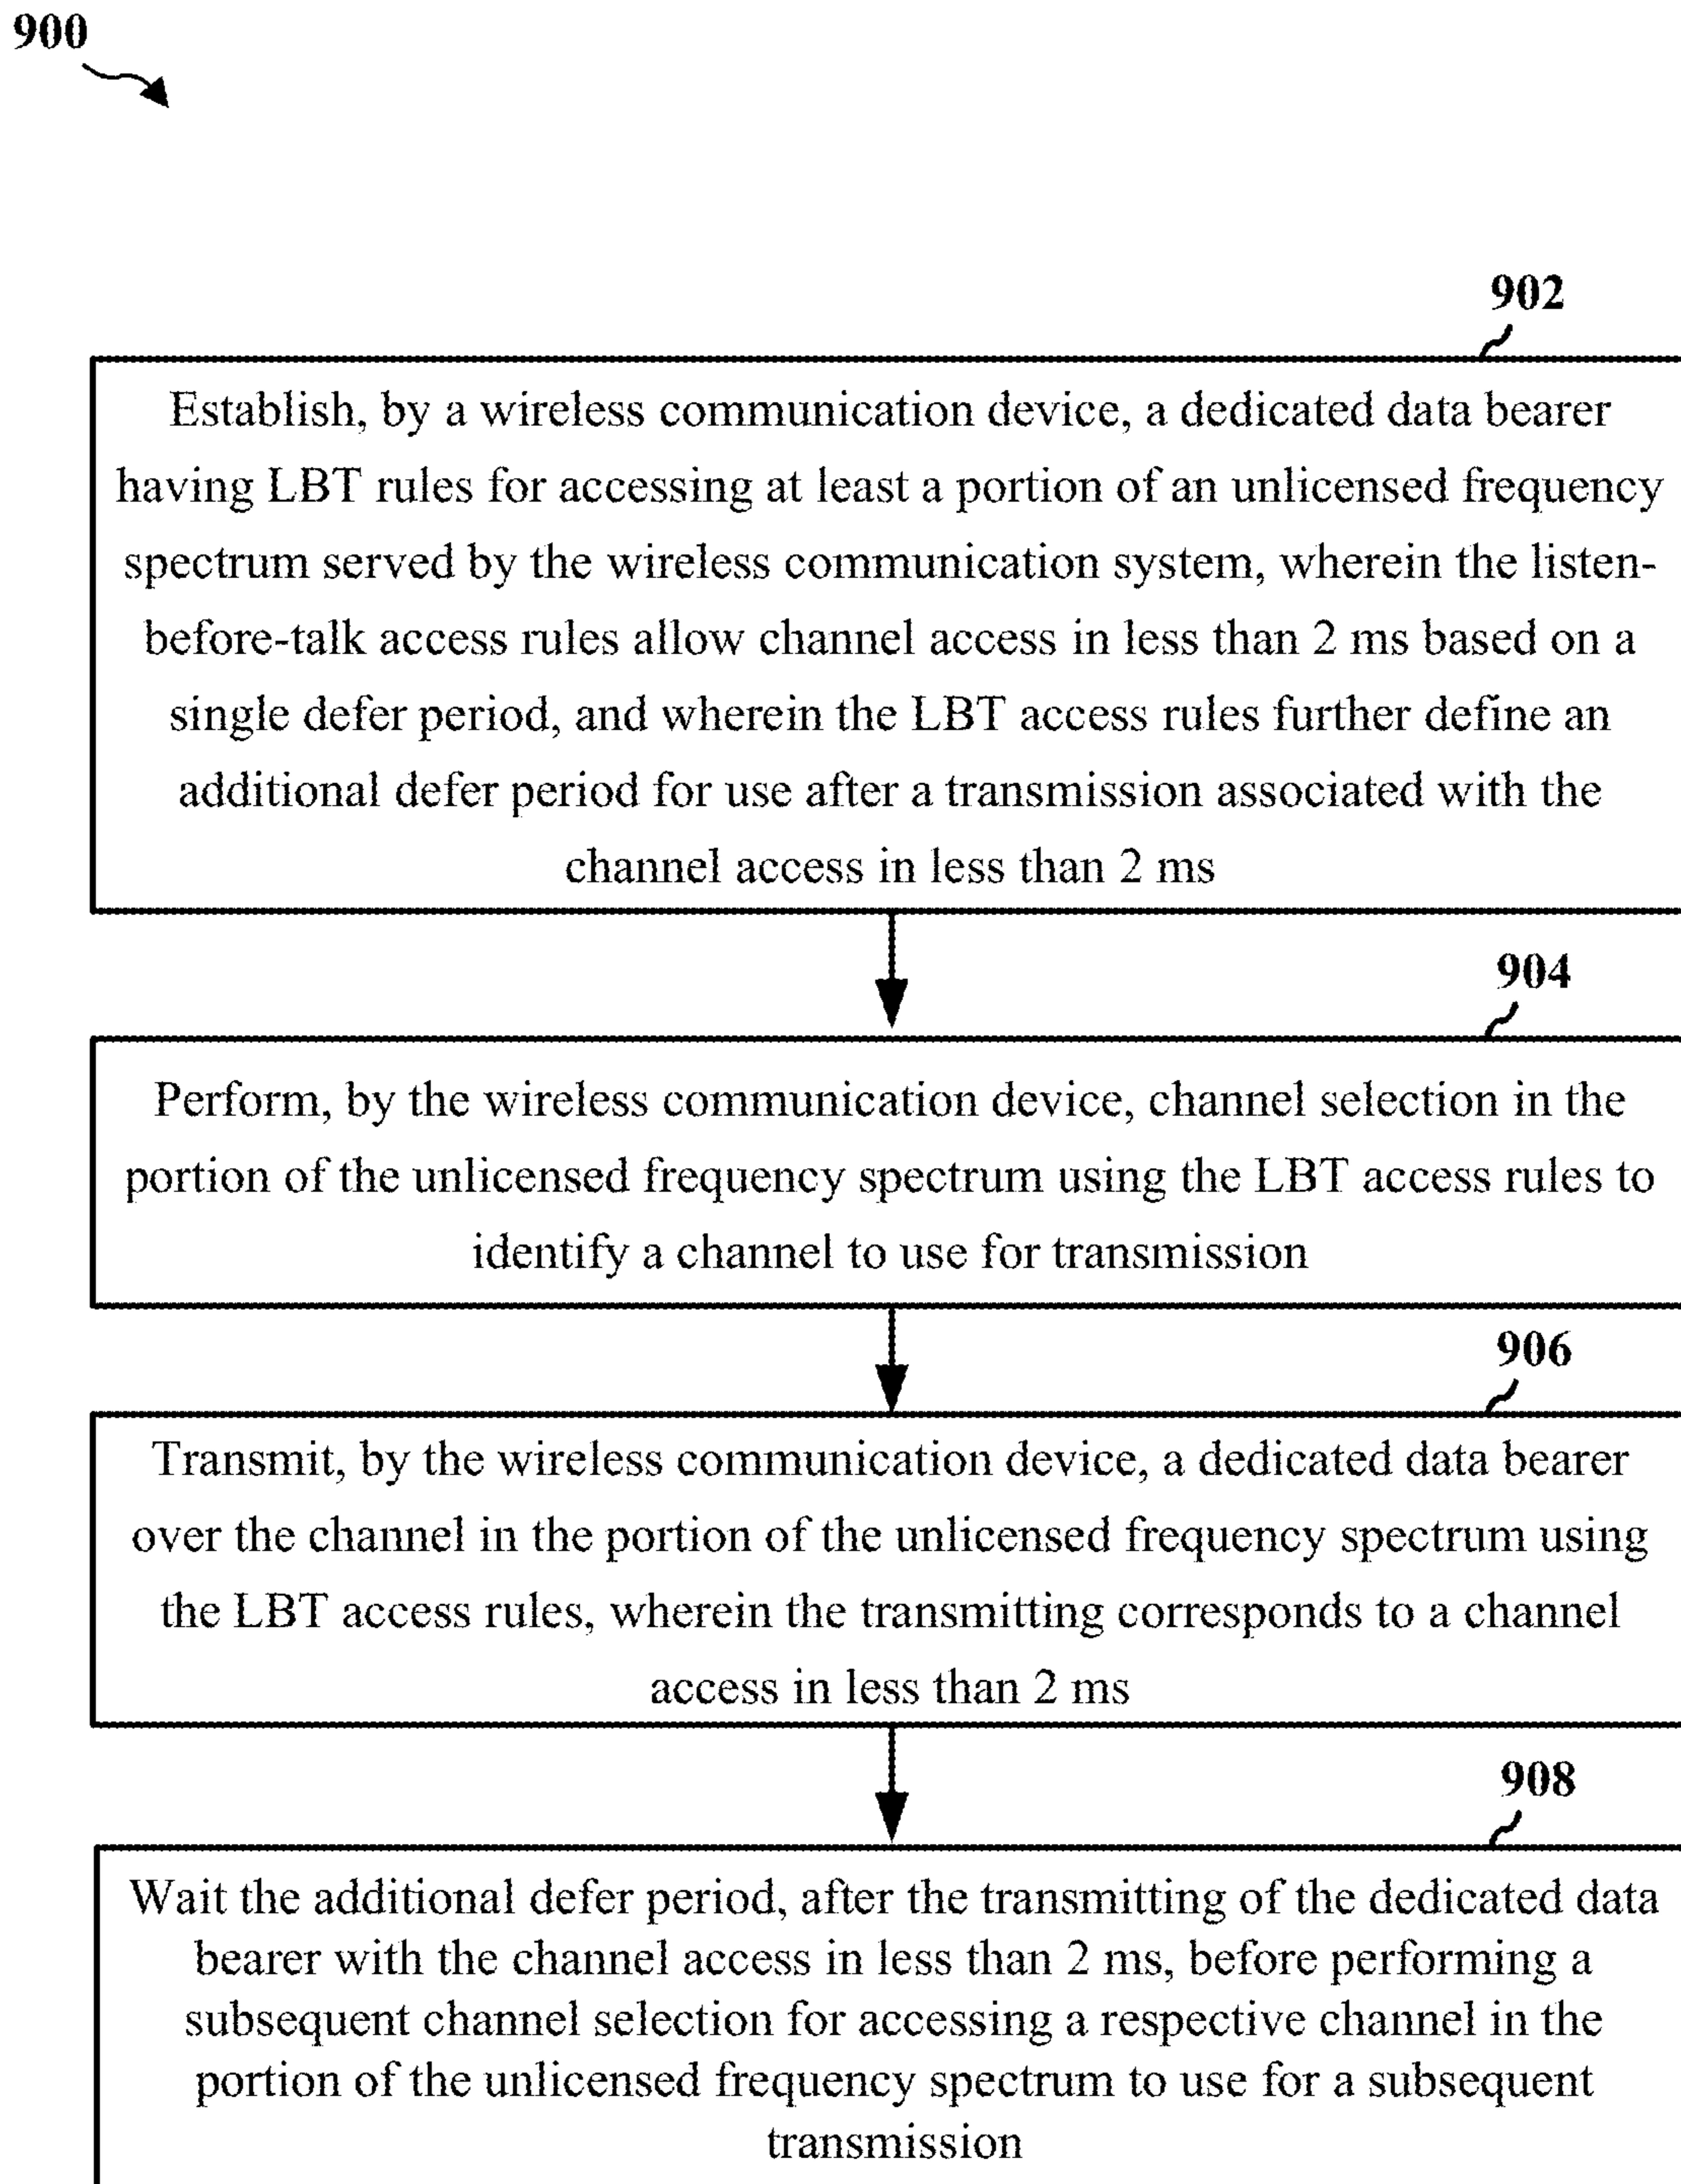 900
902
Establish, by a wireless communication device, a dedicated data bearer
having LBT rules for accessing at least a portion of an unlicensed frequency
spectrum served by the wireless communication system, wherein the listen-
before-talk access rules allow channel access in less than 2 ms based on a
single defer period, and wherein the LBT access rules further define an
additional defer period for use after a transmission associated with the
channel access in less than 2 ms
904
Perform, by the wireless communication device, channel selection in the
portion of the unlicensed frequency spectrum using the LBT access rules to
identify a channel to use for transmission
906
Transmit, by the wireless communication device, a dedicated data bearer
over the channel in the portion of the unlicensed frequency spectrum using
the LBT access rules, wherein the transmitting corresponds to a channel
access in less than 2 ms
908
Wait the additional defer period, after the transmitting of the dedicated data
bearer with the channel access in less than 2 ms, before performing a
subsequent channel selection for accessing a respective channel in the
portion of the unlicensed frequency spectrum to use for a subsequent
transmission